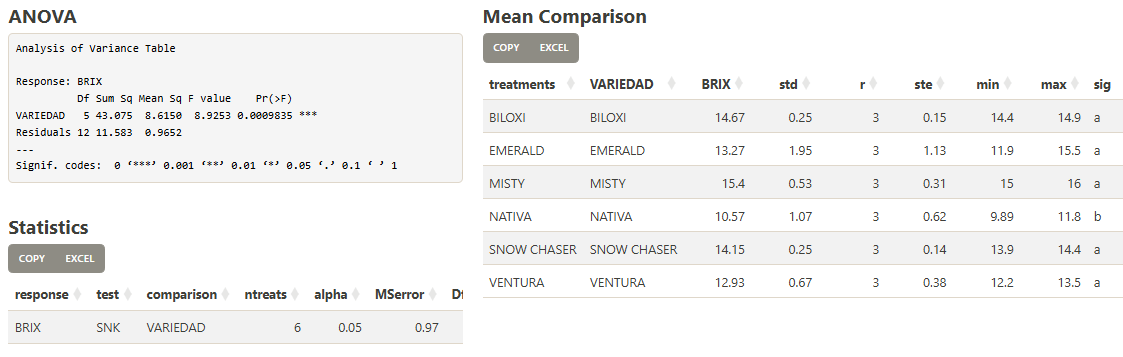 ANOVA
Analysis of Variance Table
Response: BRIX
Df Sum Sq Mean Sq F value Pr(>F)
VARIEDAD 5 43.075 8.6150 8.9253 0.0009835 ***
Residuals 12 11.583 0.9652
---
Signif. codes: 0 ‘***’ 0.001 ‘**’ 0.01 ‘*’ 0.05 ‘.’ 0.1 ‘ ’ 1
Statistics
COPY EXCEL
response test comparison ntreats alpha MSerror Df
BRIX SNK VARIEDAD 6 0.05 0.97
Mean Comparison
COPY EXCEL
treatments VARIEDAD BRIX std r ste min max sig
BILOXI BILOXI 14.67 0.25 3 0.15 14.4 14.9 a
EMERALD EMERALD 13.27 1.95 3 1.13 11.9 15.5 a
MISTY MISTY 15.4 0.53 3 0.31 15 16 a
NATIVA NATIVA 10.57 1.07 3 0.62 9.89 11.8 b
SNOW CHASER SNOW CHASER 14.15 0.25 3 0.14 13.9 14.4 a
VENTURA VENTURA 12.93 0.67 3 0.38 12.2 13.5 a